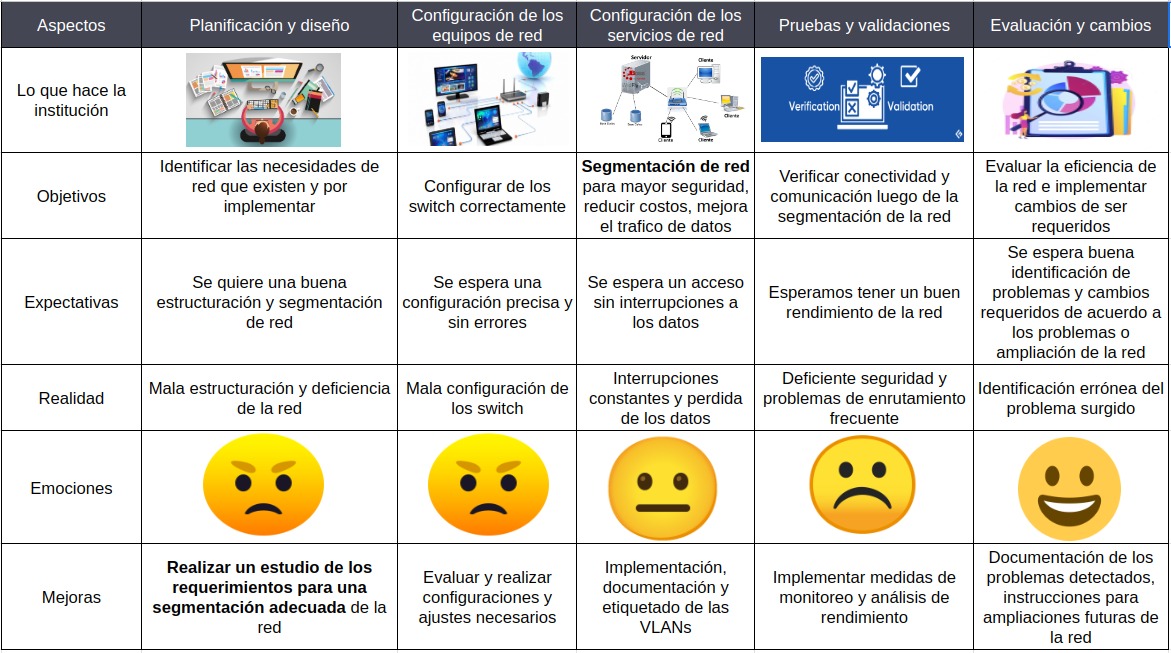 Aspectos
Planificación y diseño
Configuración de los
equipos de red
Configuración de los
servicios de red
Pruebas y validaciones
Evaluación y cambios
Lo que hace la
institución
Servidor
Cliente
Cliente
Cliente
Cliente
Verification
Validation
Objetivos
Identificar las necesidades de
red que existen y por
implementar
Configurar de los
switch correctamente
Segmentación de red
para mayor seguridad,
reducir costos, mejora
el trafico de datos
Verificar conectividad y
comunicación luego de la
segmentación de la red
Evaluar la eficiencia de
la red e implementar
cambios de ser
requeridos
Expectativas
Se quiere una buena
estructuración y segmentación
de red
Se espera una
configuración precisa y
sin errores
Se espera un acceso
sin interrupciones a
los datos
Esperamos tener un buen
rendimiento de la red
Se espera buena
identificación de
problemas y cambios
requeridos de acuerdo a
los problemas o
ampliación de la red
Realidad
Mala estructuración y deficiencia
de la red
Mala configuración de
los switch
Interrupciones
constantes y perdida
de los datos
Deficiente seguridad y
problemas de enrutamiento
frecuente
Identificación errónea del
problema surgido
Emociones
Mejoras
Realizar un estudio de los
requerimientos para una
segmentación adecuada de la
red
Evaluar y realizar
configuraciones y
ajustes necesarios
Implementación,
documentación y
etiquetado de las
VLANs
Implementar medidas de
monitoreo y análisis de
rendimiento
Documentación de los
problemas detectados,
instrucciones para
ampliaciones futuras de
la red